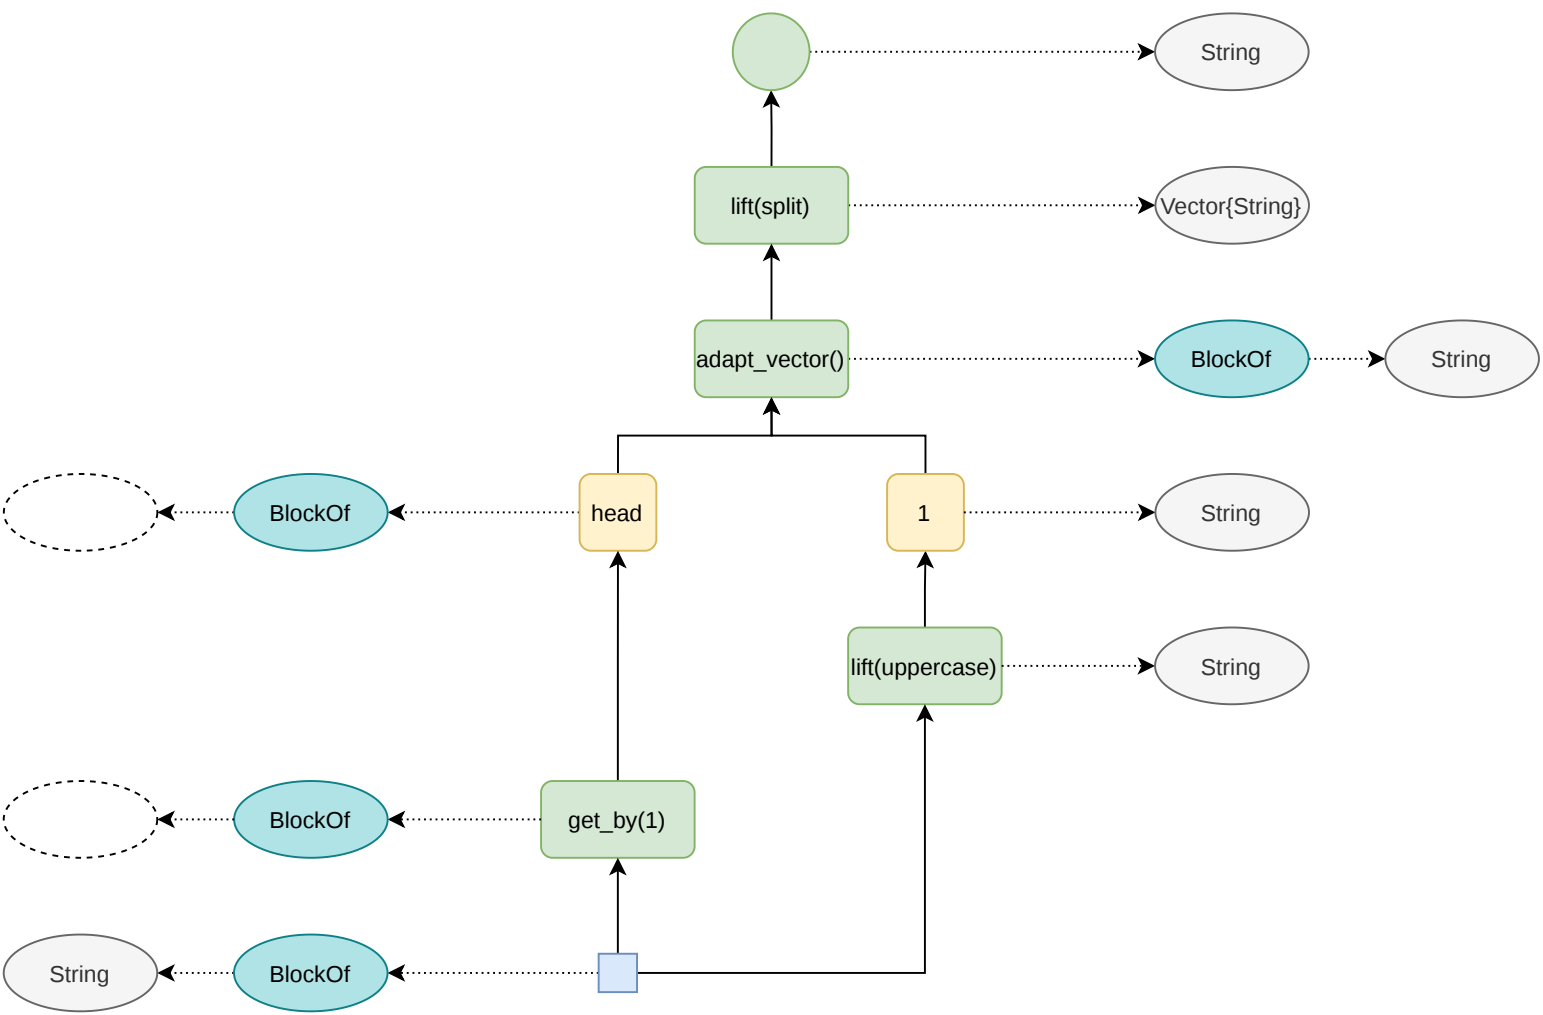 String
lift(split)
Vector{String}
adapt_vector()
BlockOf
String
BlockOf
head
1
String
lift(uppercase)
String
BlockOf
get_by(1)
String
BlockOf